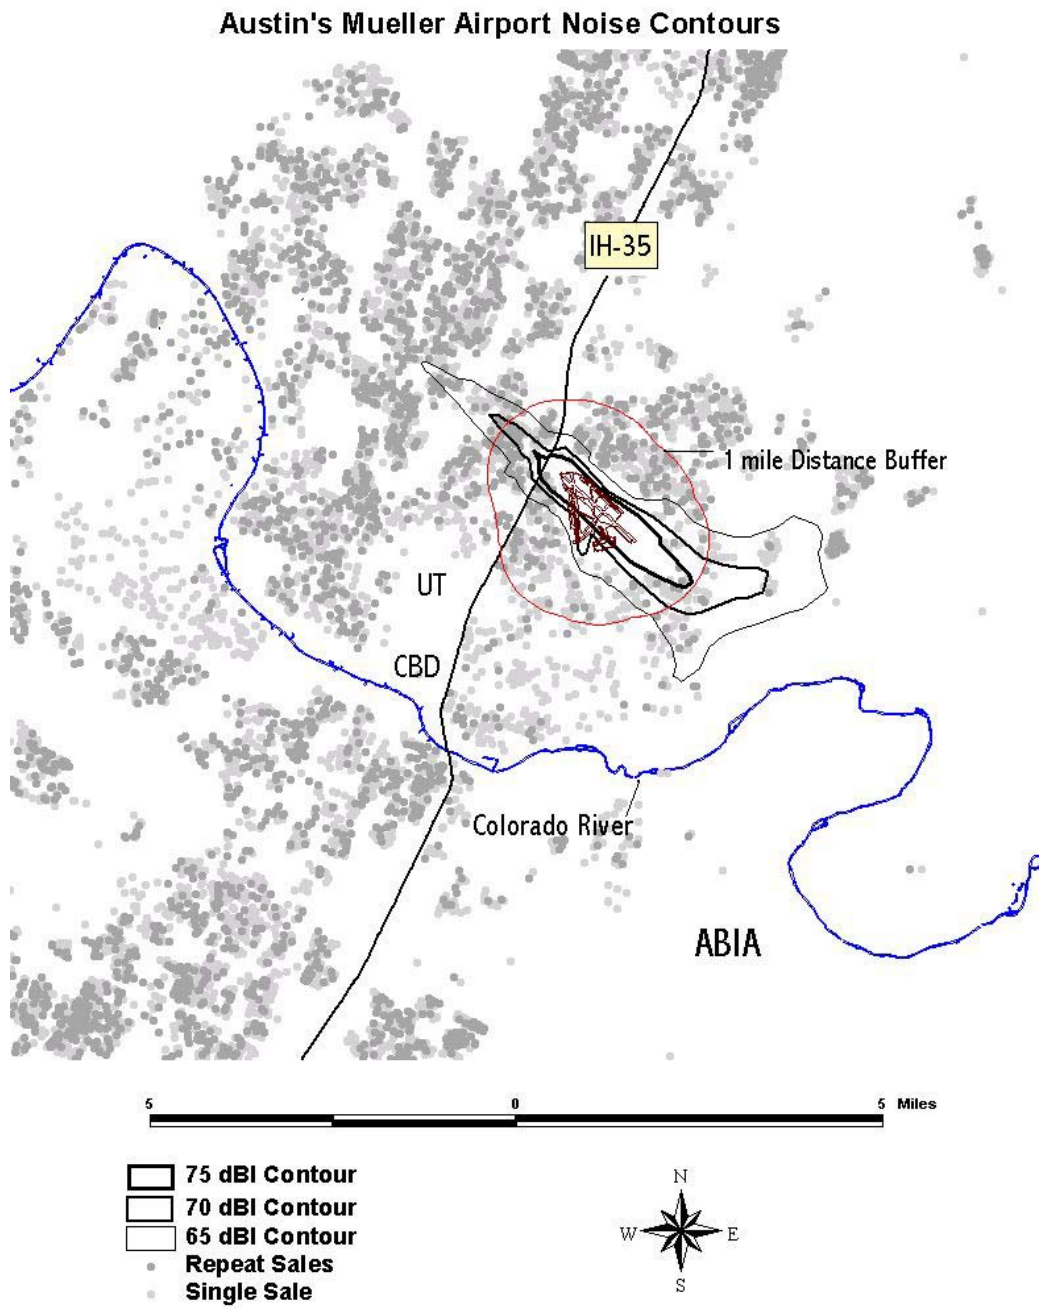 Austin's Mueller Airport Noise Contours
IH-35
1 mile Distance Buffer
UT
CBD
Colorado River
ABIA
5 0 5 Miles
75 dBl Contour
70 dBl Contour
65 dBl Contour
Repeat Sales
Single Sale
N
W E
S